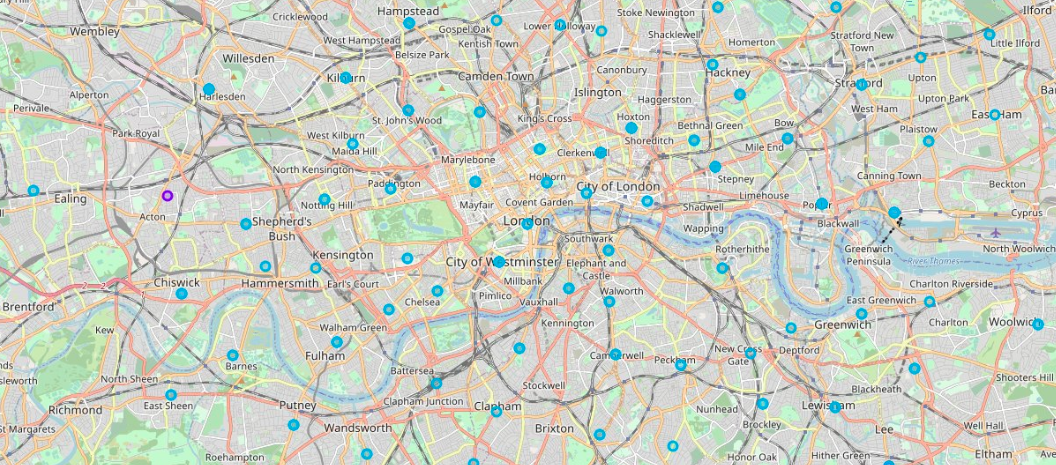 Cricklewood
Hampstead
Gospel Oak
Lower Holloway
Stoke Newington
Ilford
Wembley
West Hampstead
Belsize Park
Kentish Town
Shacklewell
Homerton
Stratford New
Town
Little Ilford
Willesden
Kilburn
Camden Town
Canonbury
Hackney
Stratford
Upton
Alperton
Harlesden
Islington
Haggerston
Upton Park
Perivale
St. John's Wood
King's Cross
Hoxton
West Ham
East Ham
Park Royal
West Kilburn
Maida Hill
Shoreditch
Bethnal Green
Bow
Mile End
Plaistow
Marylebone
Clerkenwell
North Kensington
Holborn
Canning Town
Paddington
City of London
Stepney
Beckton
Ealing
Acton
Notting Hill
Mayfair
Covent Garden
Shadwell
Limehouse
Poplar
Cyprus
Shepherd's
Bush
London
Wapping
Blackwall
Southwark
Rotherhithe
Greenwich
Peninsula
North Woolwich
Kensington
City of Westminster
Elephant and
Castle
River Thames
Chiswick
Hammersmith
Earl's Court
Millbank
Pimlico
Walworth
Charlton Riverside
Brentford
Chelsea
Vauxhall
East Greenwich
Kew
Walham Green
Kennington
Greenwich
Charlton
Woolwich
Barnes
Fulham
Camberwell
Peckham
New Cross
Gate
Deptford
North Sheen
Battersea
Stockwell
Shooters Hill
Blackheath
Richmond
East Sheen
Putney
Clapham Junction
Clapham
Nunhead
Lewisham
St Margarets
Wandsworth
Brixton
Brockley
Lee
Well Hall
Roehampton
Honor Oak
Hither Green
Eltham